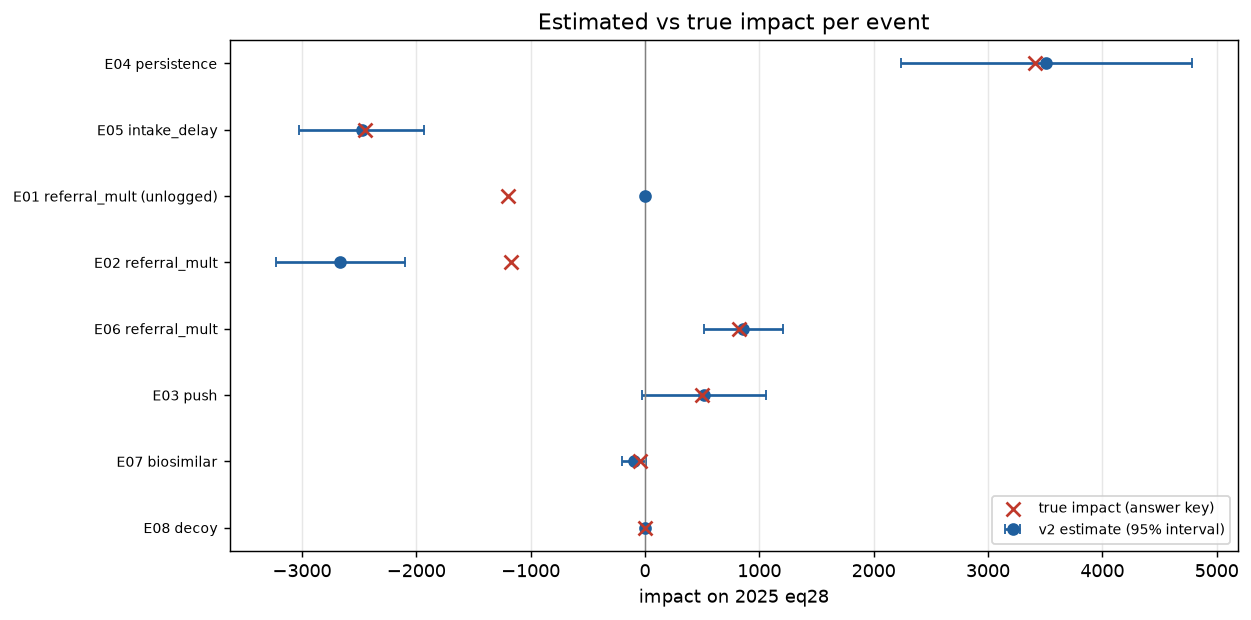 Estimated vs true impact per event
E04 persistence
E05 intake_delay
E01 referral_mult (unlogged)
E02 referral_mult
E06 referral_mult
E03 push
E07 biosimilar
E08 decoy
true impact (answer key)
v2 estimate (95% interval)
−3000 −2000 −1000 0 1000 2000 3000 4000 5000
impact on 2025 eq28